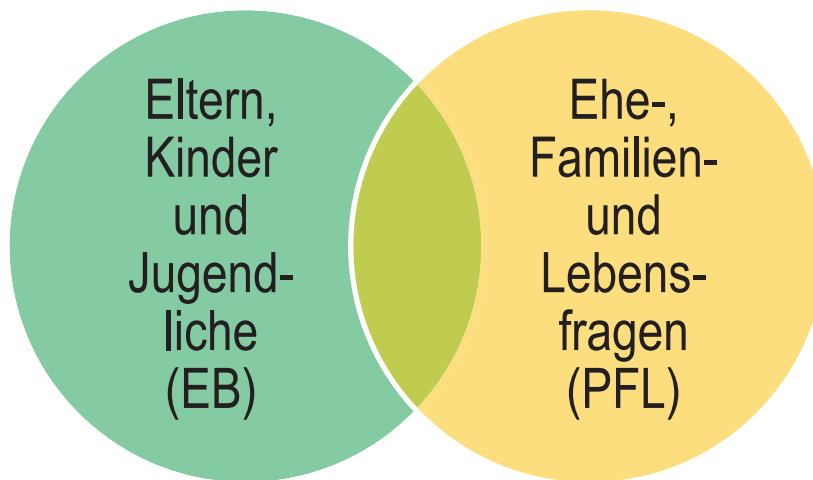 Eltern,
Kinder
und
Jugend-
liche
(EB)
Ehe-,
Familien-
und
Lebens-
fragen
(PFL)